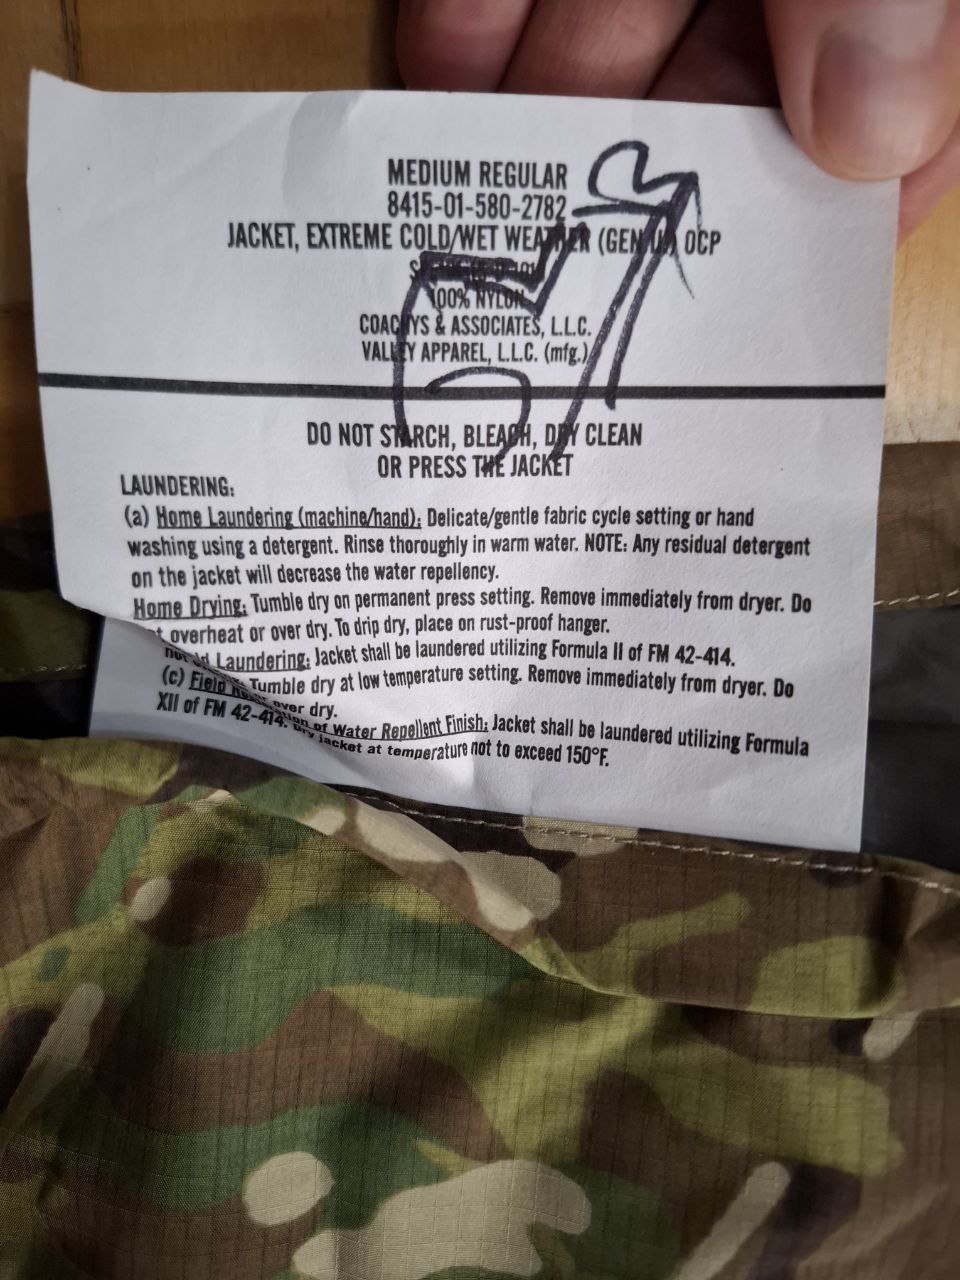 MEDIUM REGULAR
8415-01-580-2782
JACKET, EXTREME COLD/WET WEATHER (GEN III) OCP
100% NYLON
COACHYS & ASSOCIATES, L.L.C.
VALLEY APPAREL, L.L.C. (mfg.)
DO NOT STARCH, BLEACH, DRY CLEAN
OR PRESS THE JACKET
LAUNDERING:
(a) Home Laundering (machine/hand): Delicate/gentle fabric cycle setting or hand
washing using a detergent. Rinse thoroughly in warm water. NOTE: Any residual detergent
on the jacket will decrease the water repellency.
Home Drying: Tumble dry on permanent press setting. Remove immediately from dryer. Do
overheat or over dry. To drip dry, place on rust-proof hanger.
Laundering: Jacket shall be laundered utilizing Formula II of FM 42-414.
(c) Field Tumble dry at low temperature setting. Remove immediately from dryer. Do
not over dry.
of Water Repellent Finish: Jacket shall be laundered utilizing Formula
XII of FM 42-414. Dry jacket at temperature not to exceed 150°F.